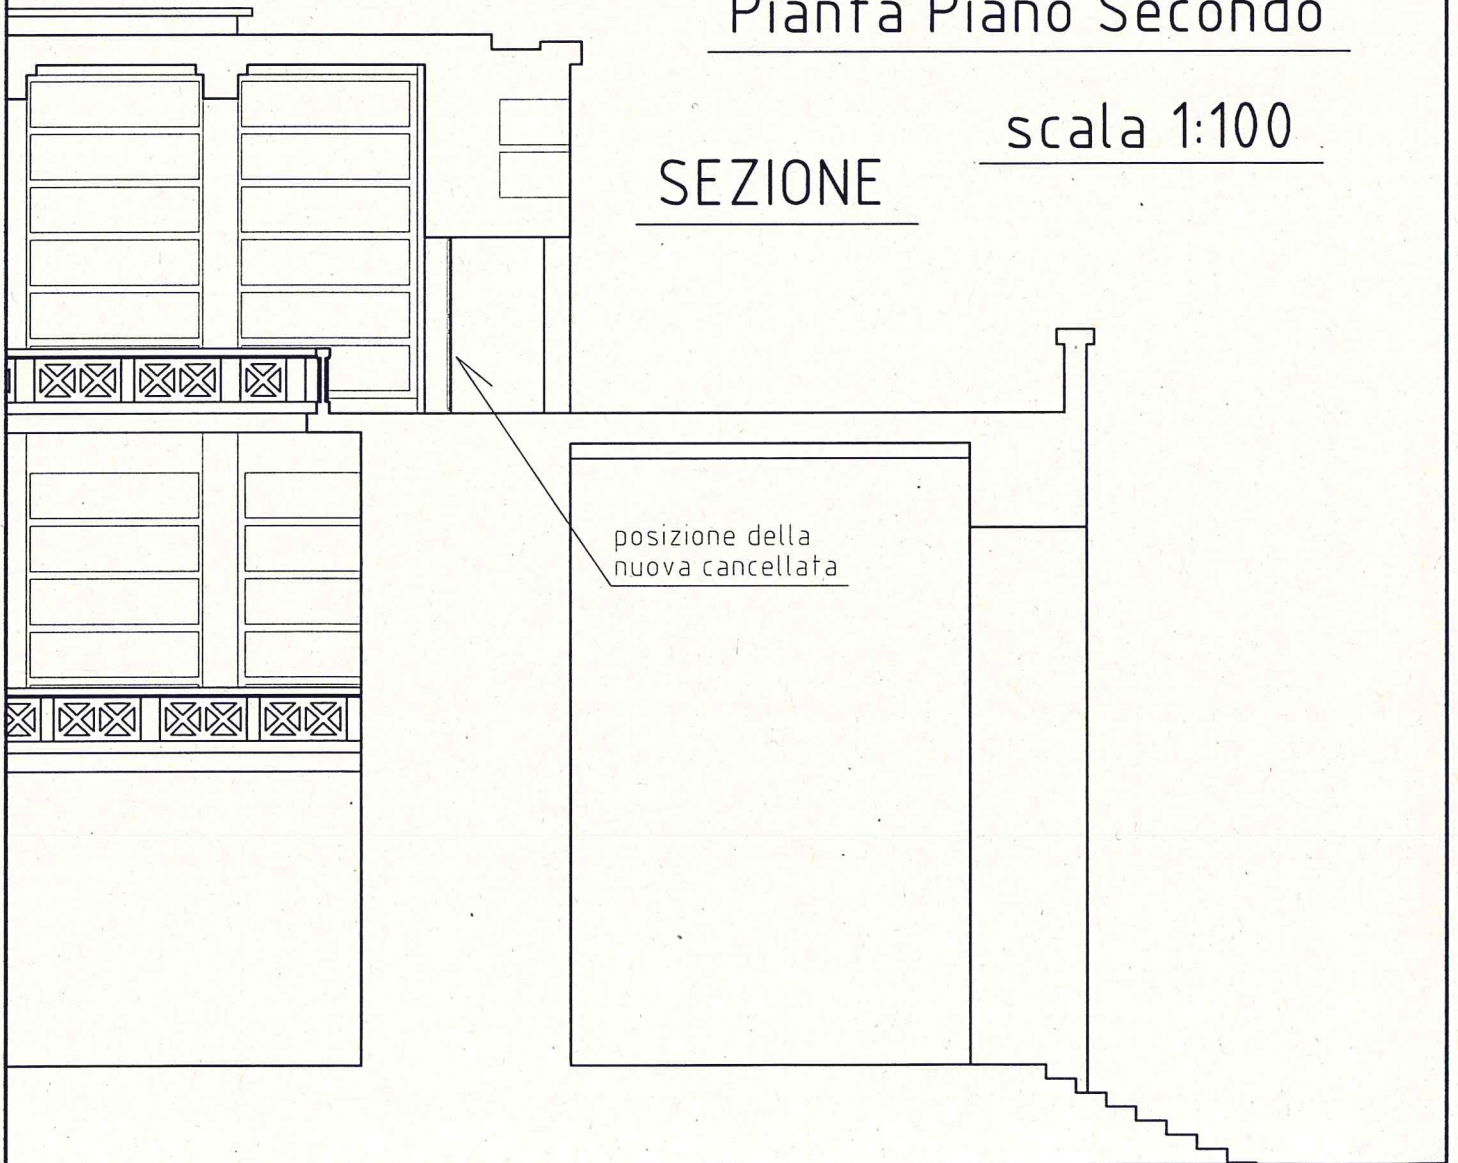 Pianta Piano Secondo
scala 1:100
SEZIONE
posizione della
nuova cancellata